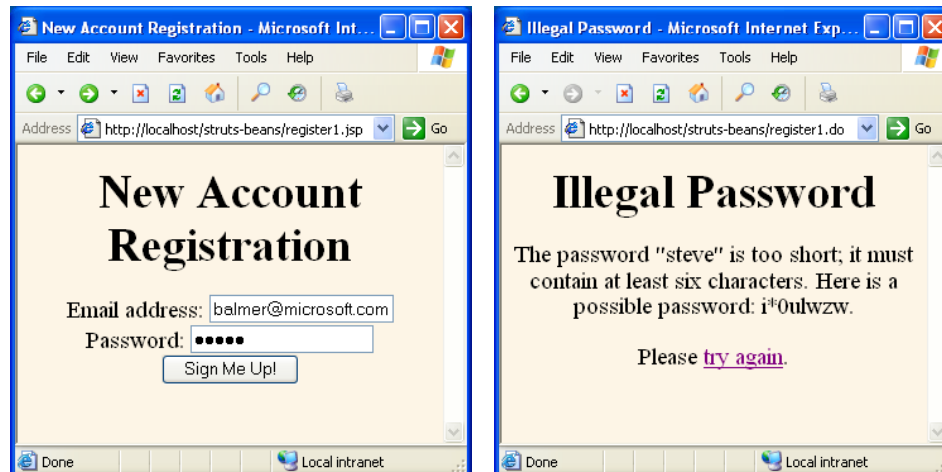 New Account Registration - Microsoft Int...
File Edit View Favorites Tools Help
Address http://localhost/struts-beans/register1.jsp Go
New Account
Registration
Email address: balmer@microsoft.com
Password: •••••
Sign Me Up!
Done Local intranet
Illegal Password - Microsoft Internet Exp...
File Edit View Favorites Tools Help
Address http://localhost/struts-beans/register1.do Go
Illegal Password
The password "steve" is too short; it must
contain at least six characters. Here is a
possible password: i*0ulwzw.
Please try again.
Done Local intranet